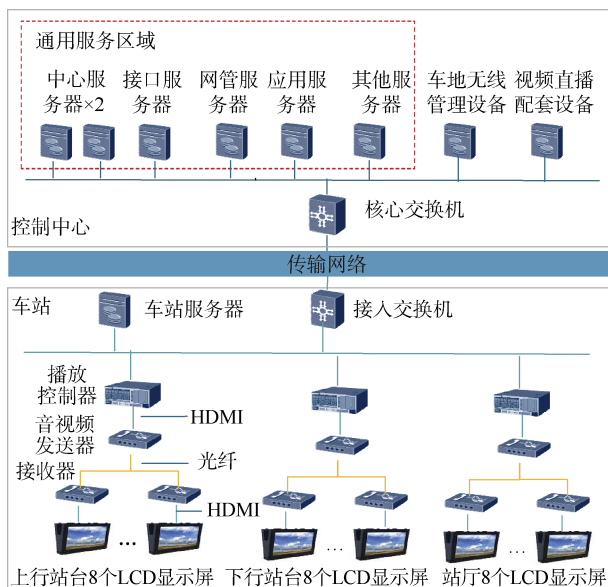 通用服务区域
中心服务器×2
接口服务器
网管服务器
应用服务器
其他服务器
车地无线管理设备
视频直播配套设备
核心交换机
控制中心
传输网络
车站
车站服务器
接入交换机
播放控制器
HDMI
音视频发送器
光纤
接收器
HDMI
...
...
...
上行站台8个LCD显示屏
下行站台8个LCD显示屏
站厅8个LCD显示屏